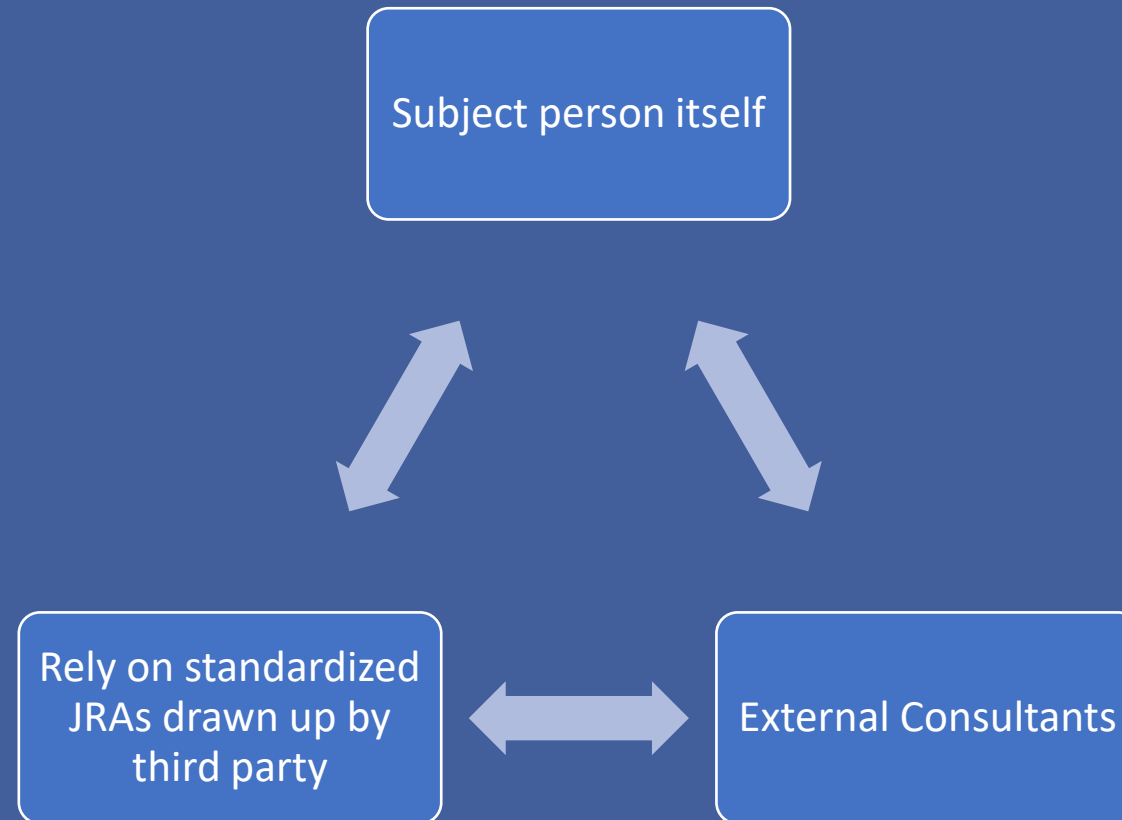 Subject person itself
Rely on standardized
JRAs drawn up by
third party
External Consultants